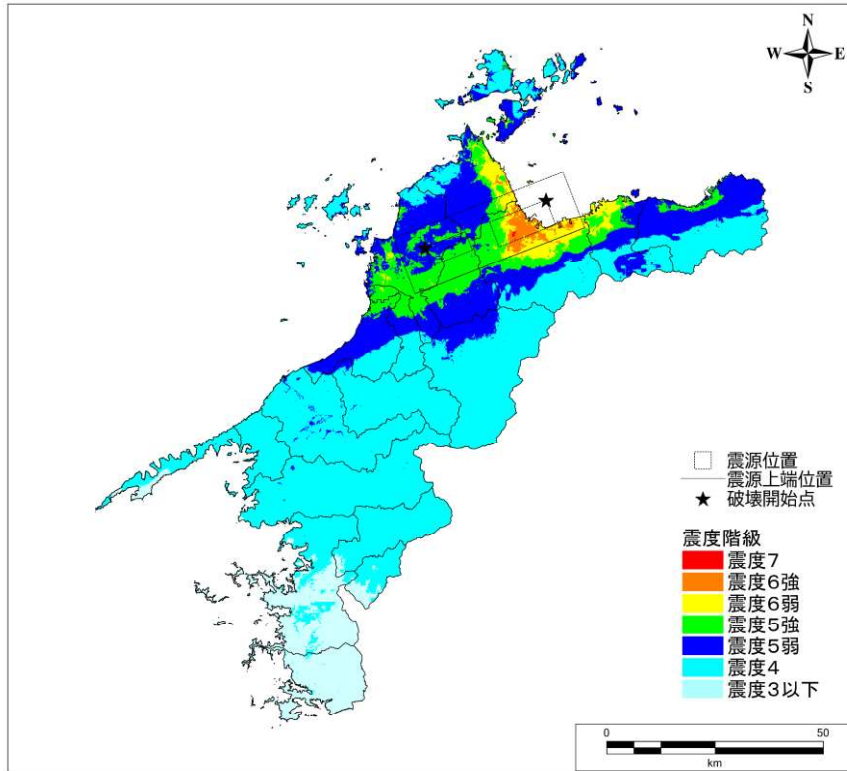 N
W E
S
震源位置
震源上端位置
破壊開始点
震度階級
震度7
震度6強
震度6弱
震度5強
震度5弱
震度4
震度3以下
0 50
km